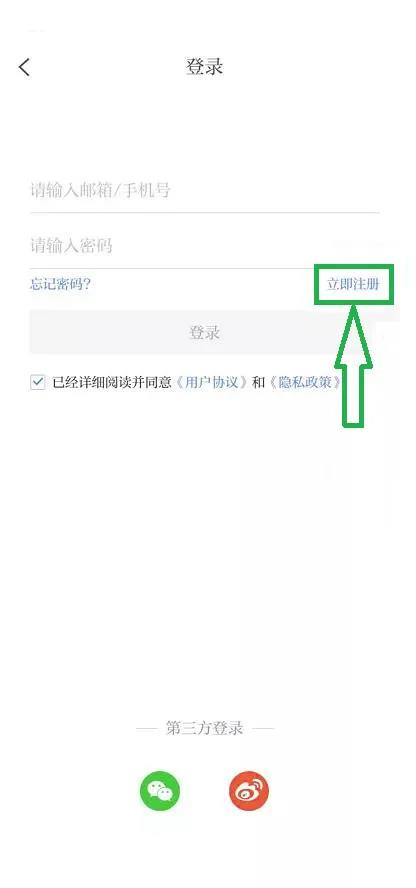 登录
请输入邮箱/手机号
请输入密码
忘记密码? 立即注册
登录
已经详细阅读并同意《用户协议》和《隐私政策》
第三方登录